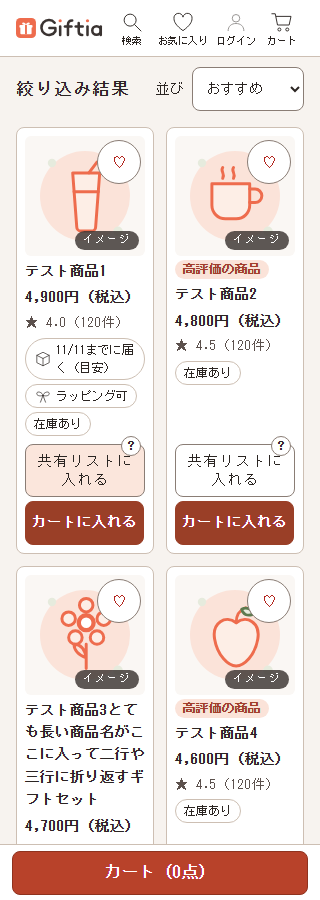 Giftia
検索
お気に入り
ログイン
カート
絞り込み結果
並び
おすすめ
イメージ
テスト商品1
4,900円（税込）
★ 4.0（120件）
11/11までに届
く（目安）
ラッピング可
在庫あり
?
共有リストに
入れる
カートに入れる
イメージ
高評価の商品
テスト商品2
4,800円（税込）
★ 4.5（120件）
在庫あり
?
共有リストに
入れる
カートに入れる
イメージ
テスト商品3とて
も長い商品名がこ
こに入って二行や
三行に折り返すギ
フトセット
4,700円（税込）
イメージ
高評価の商品
テスト商品4
4,600円（税込）
★ 4.5（120件）
在庫あり
カート（0点）